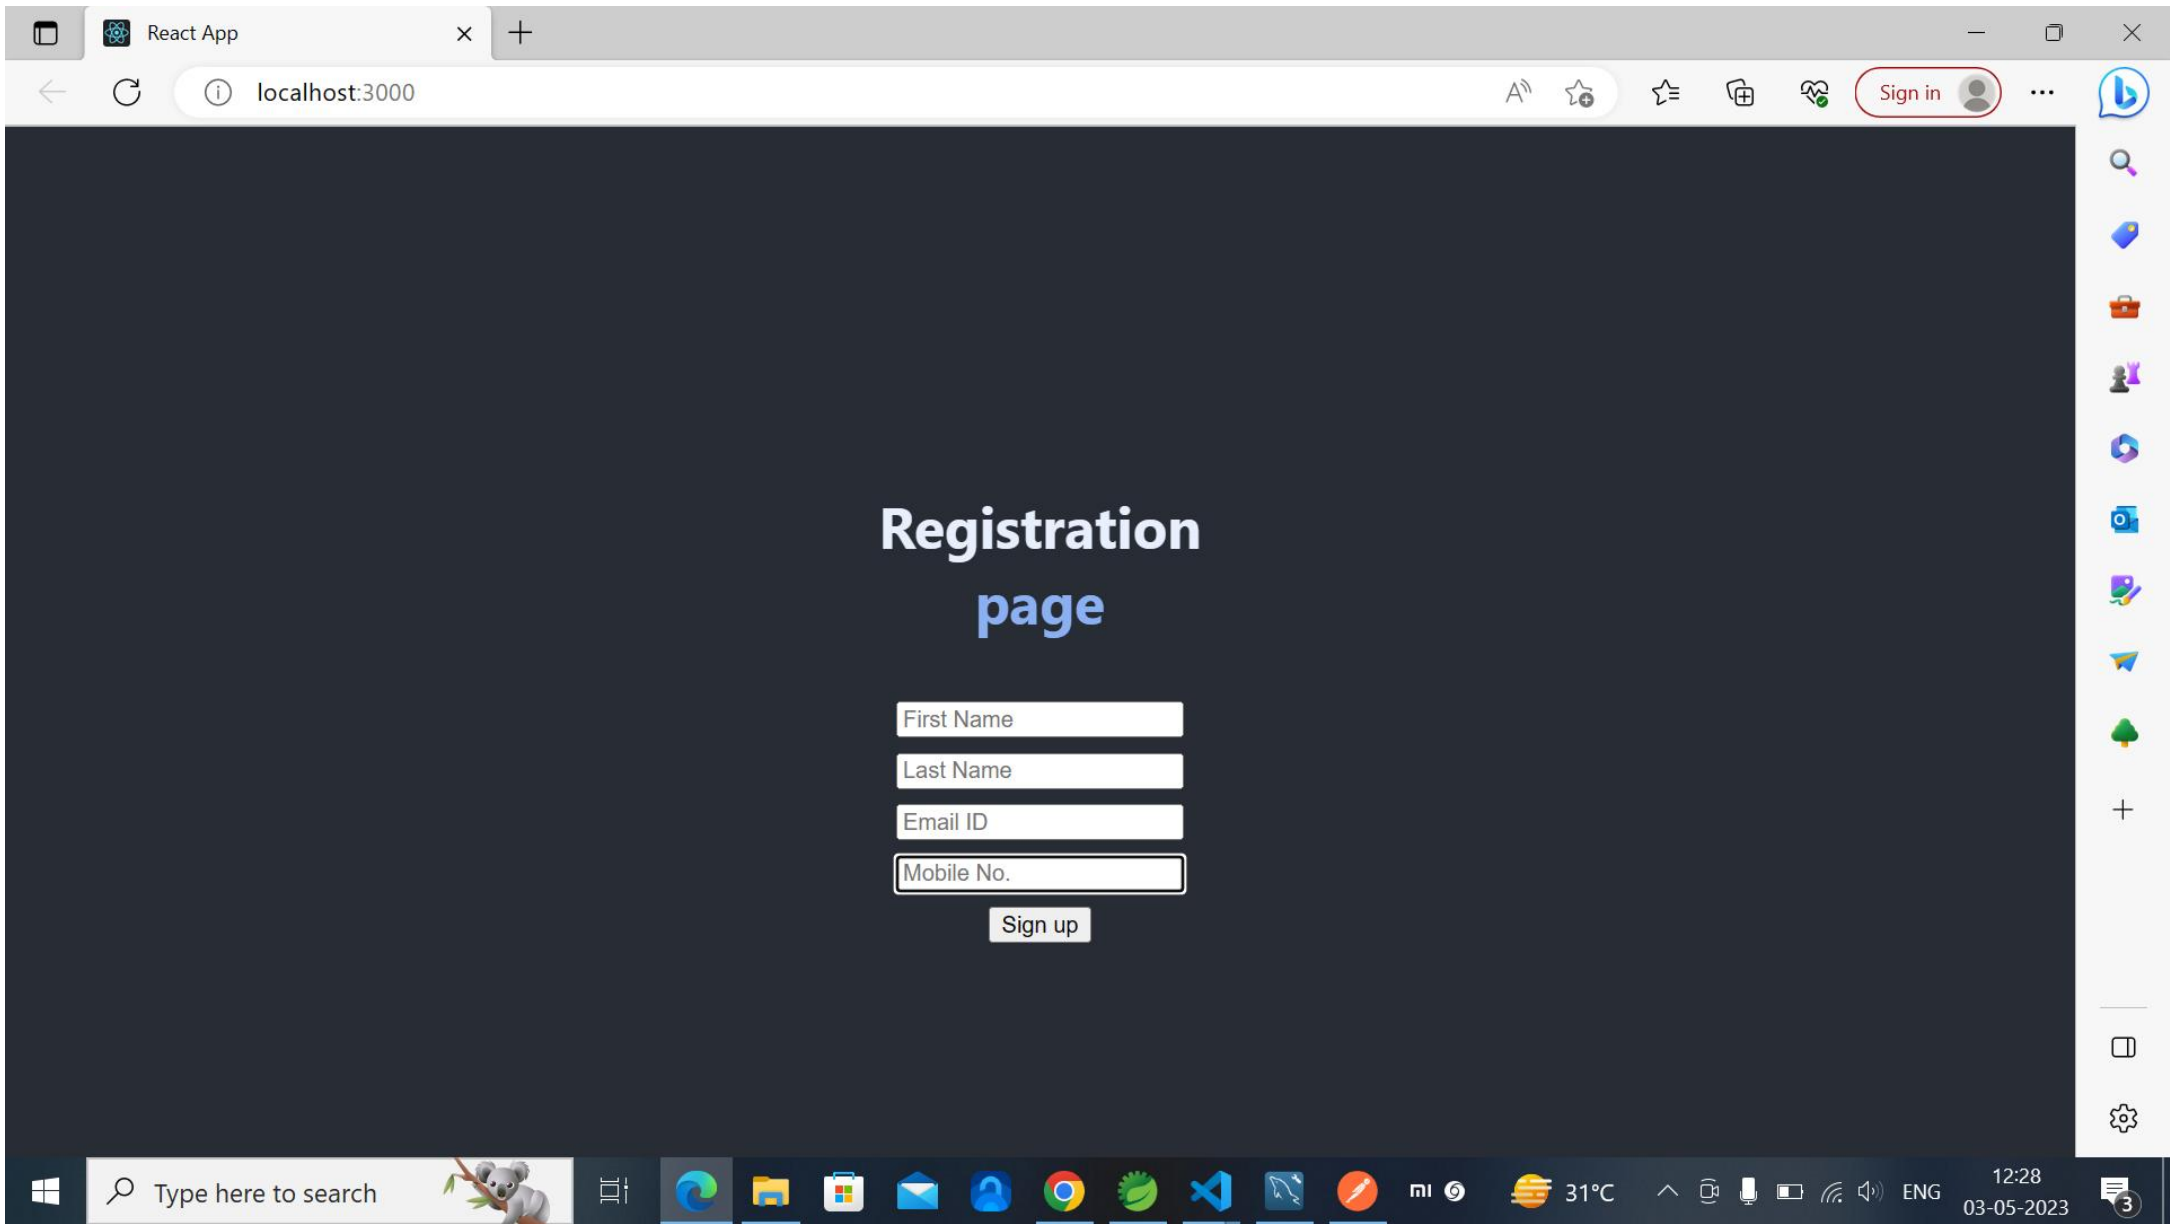 React App
localhost:3000
Sign in
Registration
page
First Name
Last Name
Email ID
Mobile No.
Sign up
Type here to search
31°C
ENG
12:28
03-05-2023
3